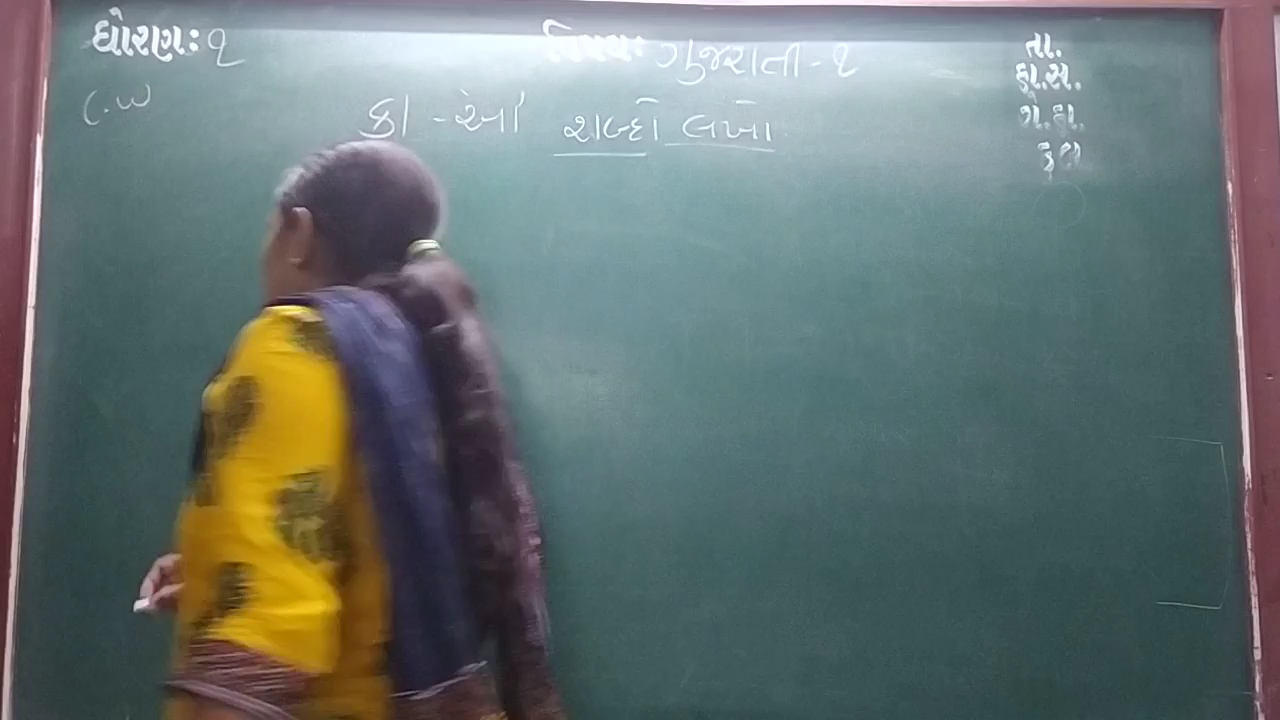 ધોરણ: ૧
વિષય: ગુજરાતી - ૧
તા.
હા.સં.
ગે.હા.
કુલ
C.W
કા - શબ્દો લખો